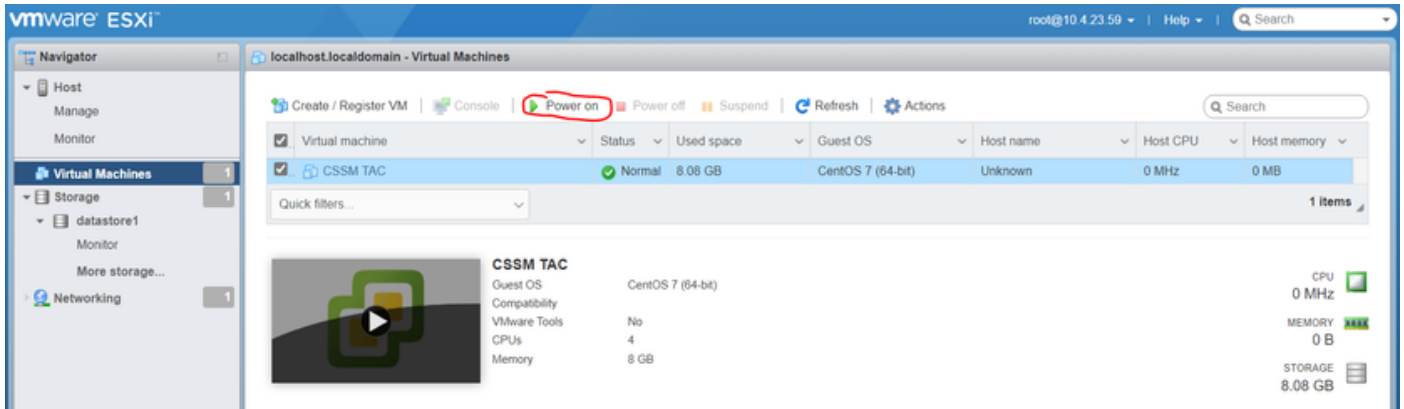 vmware ESXi™
root@10.4.23.59 | Help | Search
Navigator
localhost.localdomain - Virtual Machines
Host
Manage
Monitor
Create / Register VM | Console | Power on Power off Suspend | Refresh | Actions
Search
Virtual machine Status Used space Guest OS Host name Host CPU Host memory
Virtual Machines 1
CSSM TAC Normal 8.08 GB CentOS 7 (64-bit) Unknown 0 MHz 0 MB
Storage 1
Quick filters...
1 items
datastore1
Monitor
More storage...
Networking 1
CSSM TAC
Guest OS CentOS 7 (64-bit)
Compatibility
VMware Tools No
CPUs 4
Memory 8 GB
CPU
0 MHz
MEMORY
0 B
STORAGE
8.08 GB